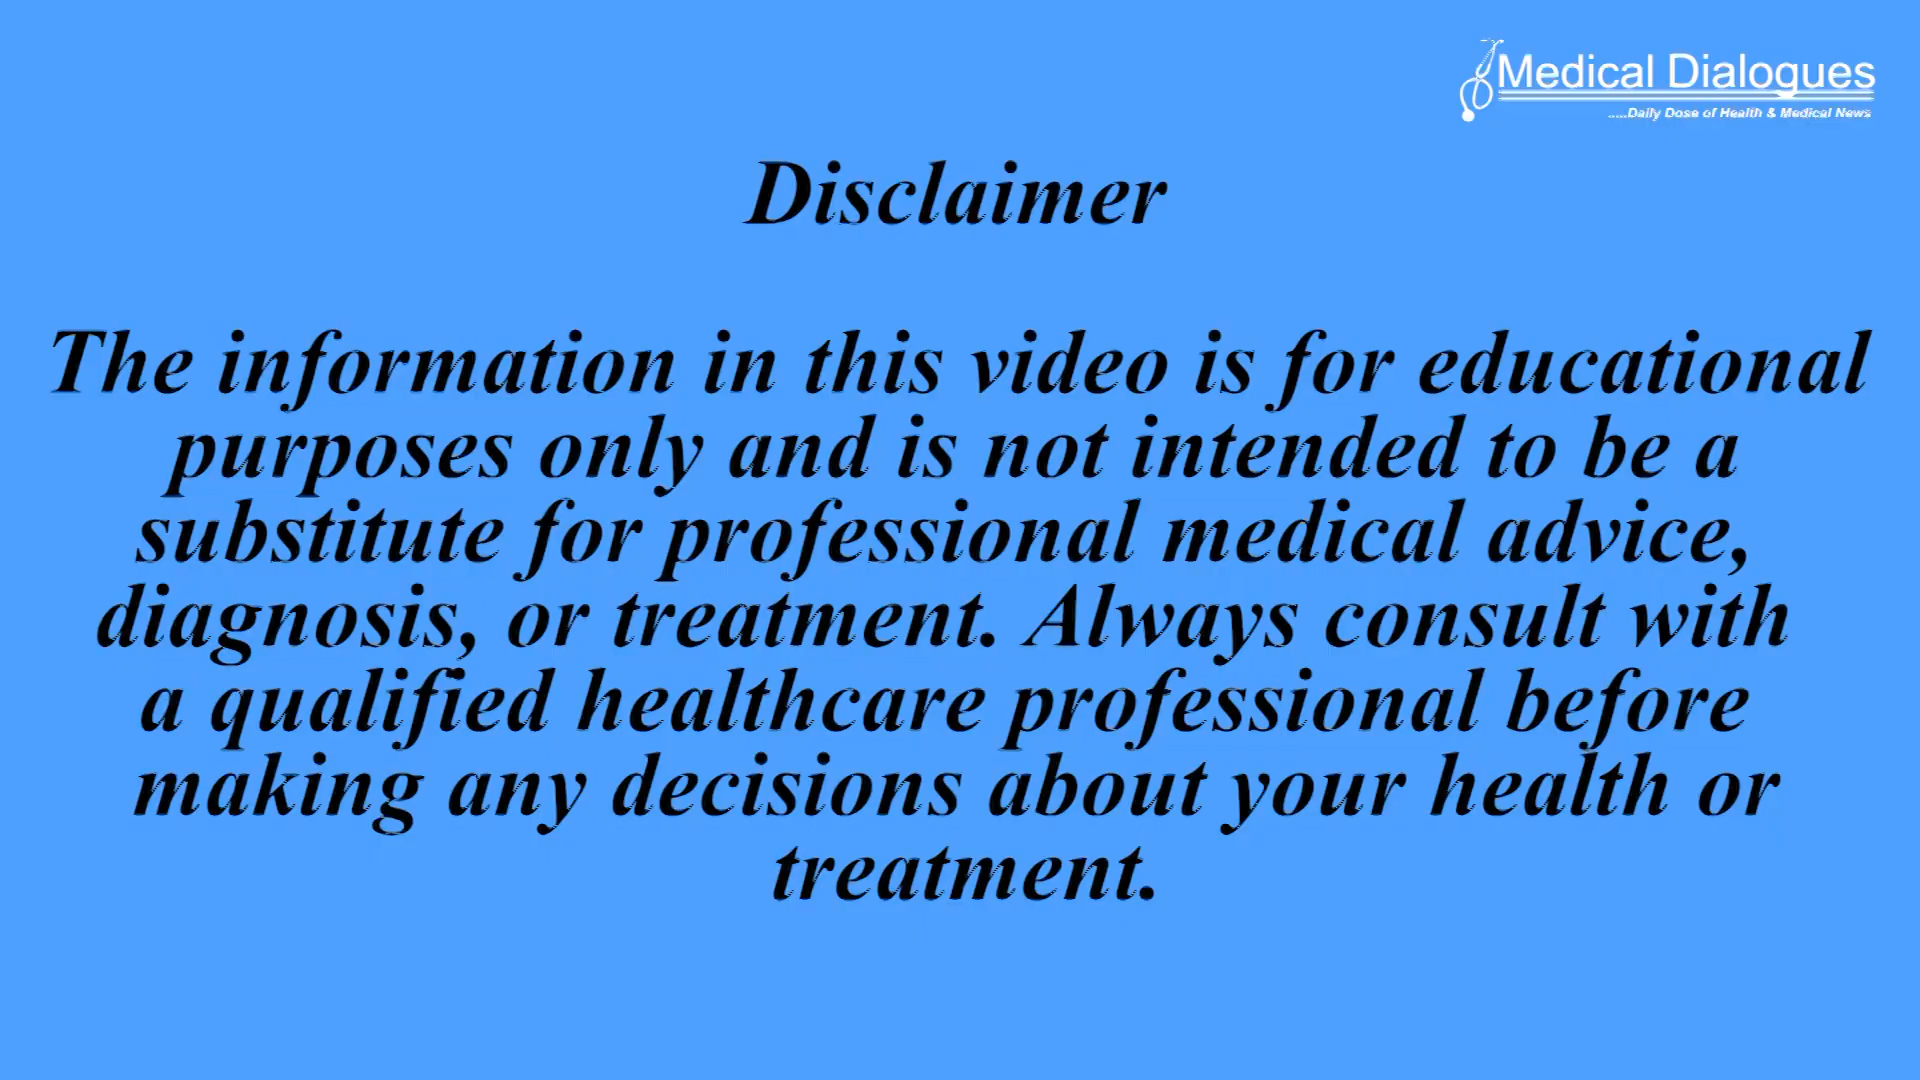 Medical Dialogues
.....Daily Dose of Health & Medical News
Disclaimer
The information in this video is for educational
purposes only and is not intended to be a
substitute for professional medical advice,
diagnosis, or treatment. Always consult with
a qualified healthcare professional before
making any decisions about your health or
treatment.